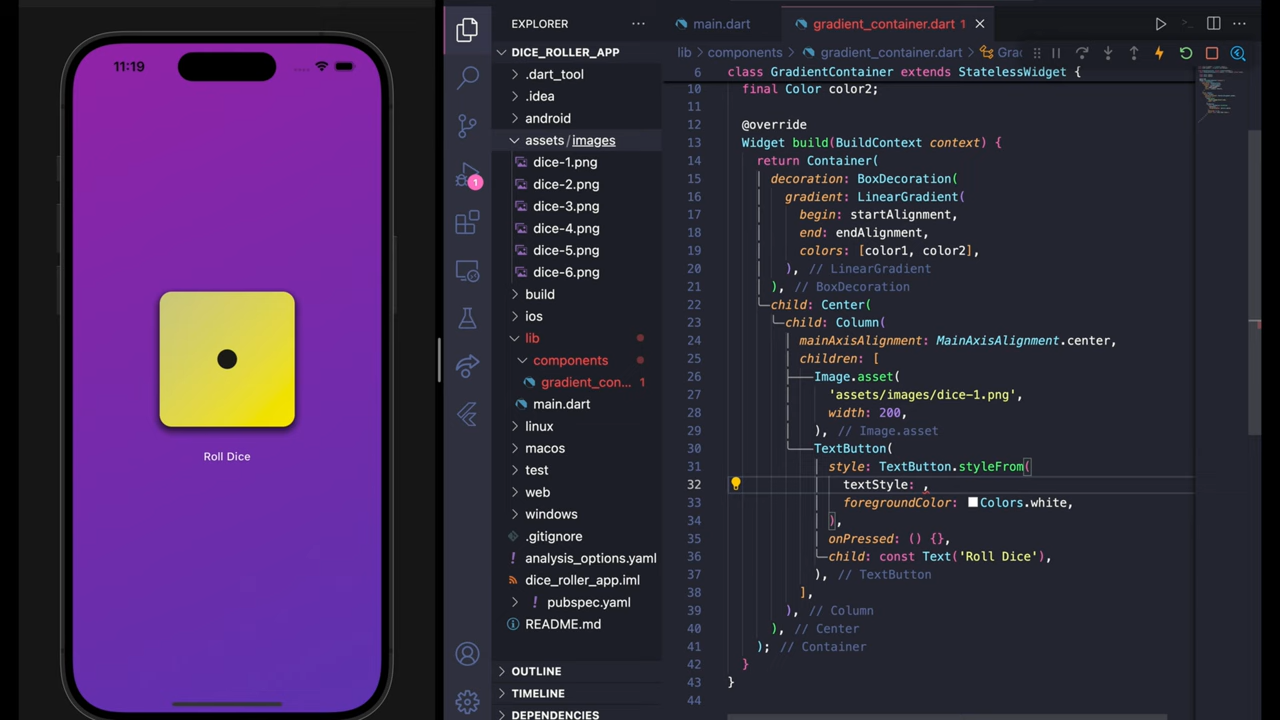 11:19
Roll Dice
1
EXPLORER
DICE_ROLLER_APP
.dart_tool
.idea
android
assets/images
dice-1.png
dice-2.png
dice-3.png
dice-4.png
dice-5.png
dice-6.png
build
ios
lib
components
gradient_con... 1
main.dart
linux
macos
test
web
windows
.gitignore
! analysis_options.yaml
dice_roller_app.iml
! pubspec.yaml
README.md
OUTLINE
TIMELINE
DEPENDENCIES
main.dart
gradient_container.dart 1
lib > components > gradient_container.dart >
6 class GradientContainer extends StatelessWidget {
10 final Color color2;
11
12 @override
13 Widget build(BuildContext context) {
14 return Container(
15 decoration: BoxDecoration(
16 gradient: LinearGradient(
17 begin: startAlignment,
18 end: endAlignment,
19 colors: [color1, color2],
20 ), // LinearGradient
21 ), // BoxDecoration
22 child: Center(
23 child: Column(
24 mainAxisAlignment: MainAxisAlignment.center,
25 children: [
26 Image.asset(
27 'assets/images/dice-1.png',
28 width: 200,
29 ), // Image.asset
30 TextButton(
31 style: TextButton.styleFrom(
32 textStyle: ,
33 foregroundColor: Colors.white,
34 ),
35 onPressed: () {},
36 child: const Text('Roll Dice'),
37 ), // TextButton
38 ],
39 ), // Column
40 ), // Center
41 ); // Container
42 }
43 }
44